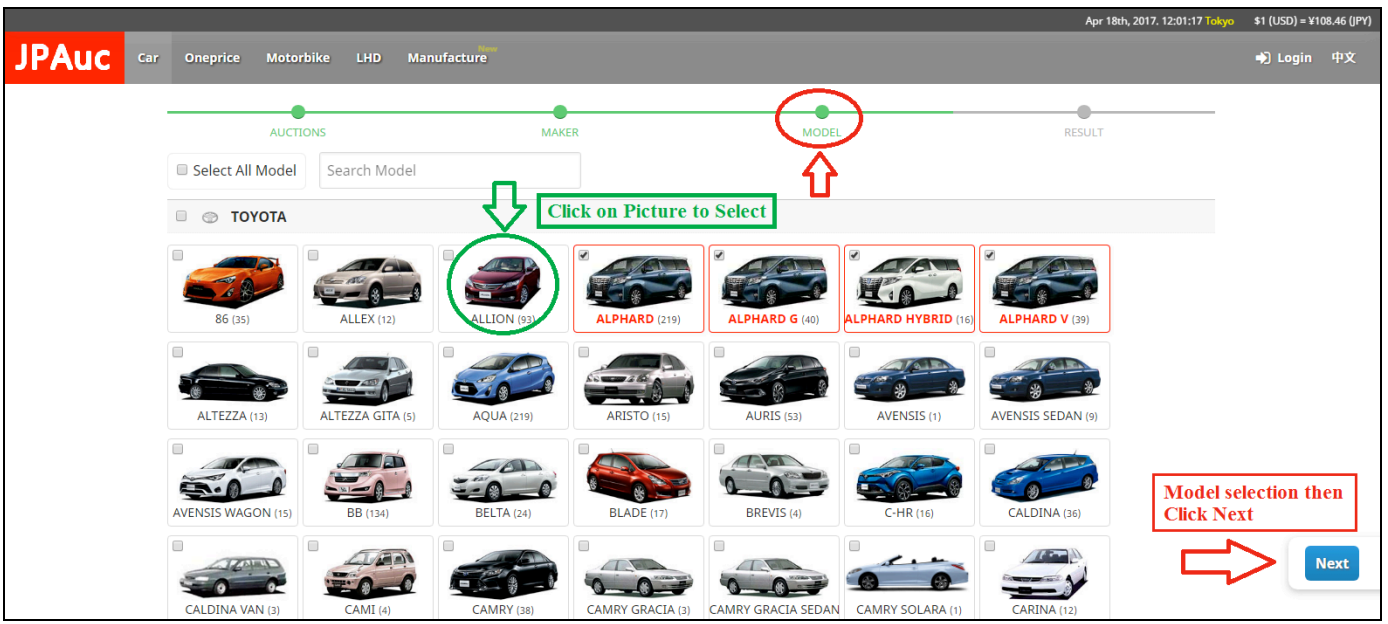 Apr 18th, 2017. 12:01:17 Tokyo $1 (USD) = ¥108.46 (JPY)
JPAuc Car Oneprice Motorbike LHD Manufacture New Login 中文
AUCTIONS MAKER MODEL RESULT
Select All Model Search Model
Click on Picture to Select
TOYOTA
86 (35) ALLEX (12) ALLION (93) ALPHARD (219) ALPHARD G (40) ALPHARD HYBRID (16) ALPHARD V (39)
ALTEZZA (13) ALTEZZA GITA (5) AQUA (219) ARISTO (15) AURIS (53) AVENSIS (1) AVENSIS SEDAN (9)
AVENSIS WAGON (15) BB (134) BELTA (24) BLADE (17) BREVIS (4) C-HR (16) CALDINA (36)
Model selection then
Click Next
Next
CALDINA VAN (3) CAMI (4) CAMRY (38) CAMRY GRACIA (3) CAMRY GRACIA SEDAN CAMRY SOLARA (1) CARINA (12)